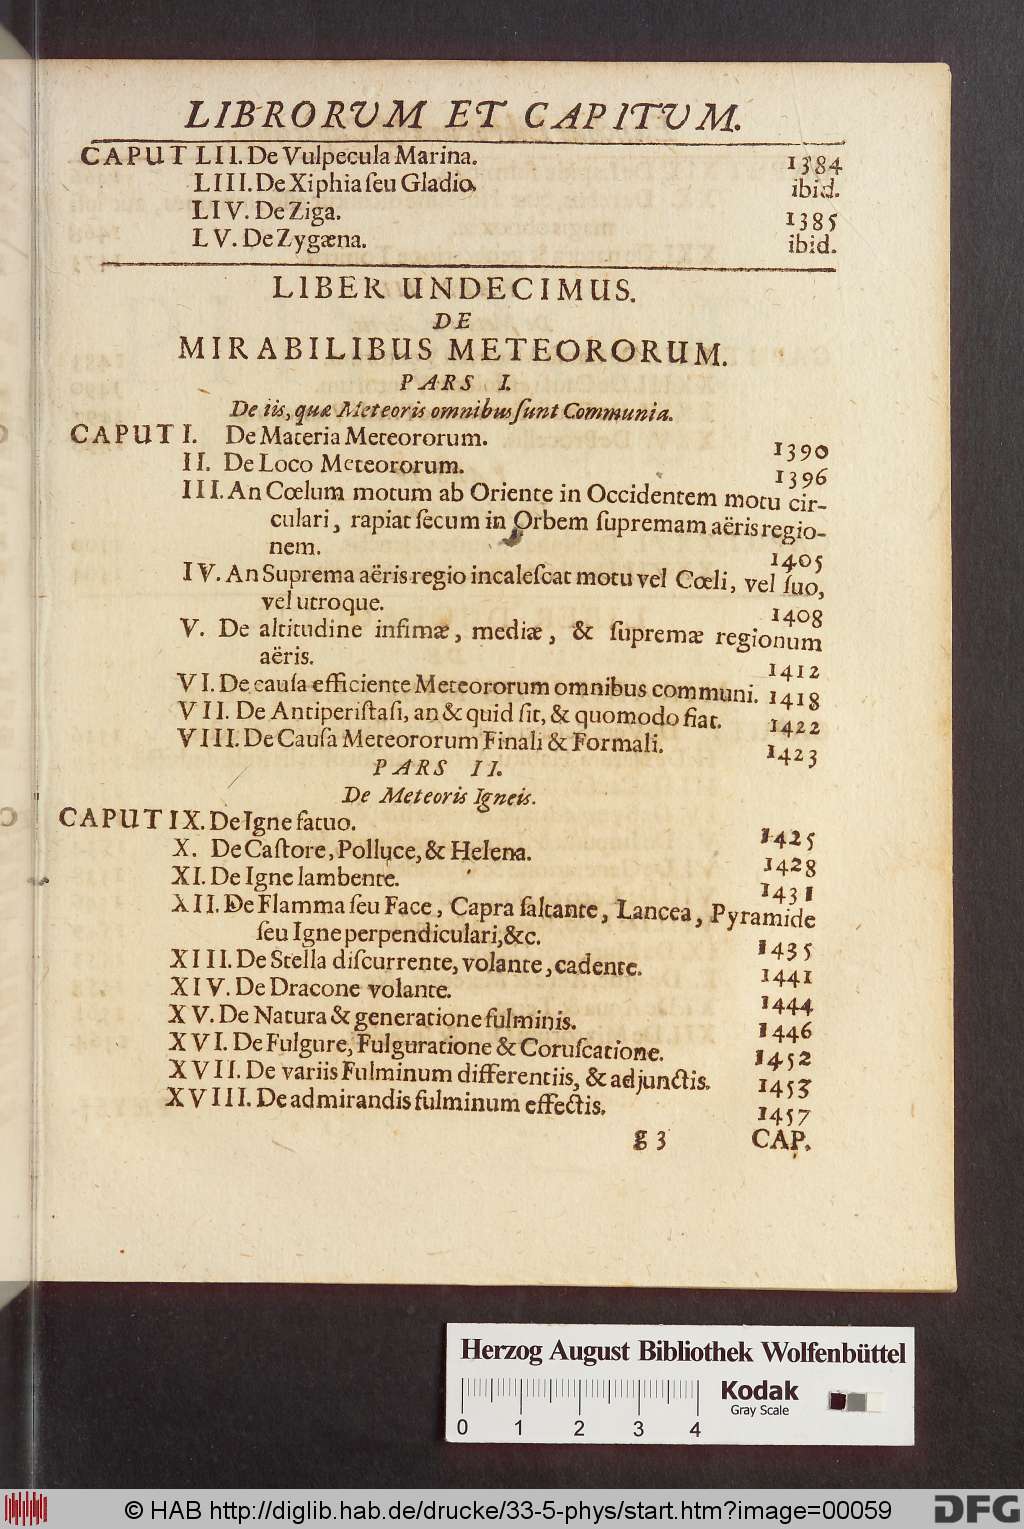 LIBRORUM ET CAPITUM.
CAPUT LII. De Vulpecula Marina. 1384
LIII. De Xiphia ſeu Gladio. ibid.
LIV. De Ziga. 1385
LV. De Zygæna. ibid.
LIBER UNDECIMUS.
DE
MIRABILIBUS METEORORUM.
PARS I.
De iis, quæ Meteoris omnibus ſunt Communia.
CAPUT I. De Materia Meteororum. 1390
II. De Loco Meteororum. 1396
III. An Cœlum motum ab Oriente in Occidentem motu cir-
culari, rapiat ſecum in Orbem ſupremam aëris regio-
nem. 1405
IV. An Suprema aëris regio incaleſcat motu vel Cœli, vel ſuo,
vel utroque. 1408
V. De altitudine infimæ, mediæ, & ſupremæ regionum
aëris. 1412
VI. De cauſa efficiente Meteororum omnibus communi. 1418
VII. De Antiperiſtaſi, an & quid ſit, & quomodo fiat. 1422
VIII. De Cauſa Meteororum Finali & Formali. 1423
PARS II.
De Meteoris Igneis.
CAPUT IX. De Igne fatuo. 1425
X. De Caſtore, Polluce, & Helena. 1428
XI. De Igne lambente. 1431
XII. De Flamma ſeu Face, Capra ſaltante, Lancea, Pyramide
ſeu Igne perpendiculari, &c. 1435
XIII. De Stella diſcurrente, volante, cadente. 1441
XIV. De Dracone volante. 1444
XV. De Natura & generatione fulminis. 1446
XVI. De Fulgure, Fulguratione & Coruſcatione. 1452
XVII. De variis Fulminum differentiis, & adjunctis. 1453
XVIII. De admirandis fulminum effectis. 1457
g 3 CAP.
Herzog August Bibliothek Wolfenbüttel
Kodak
Gray Scale
0 1 2 3 4
© HAB http://diglib.hab.de/drucke/33-5-phys/start.htm?image=00059
DFG